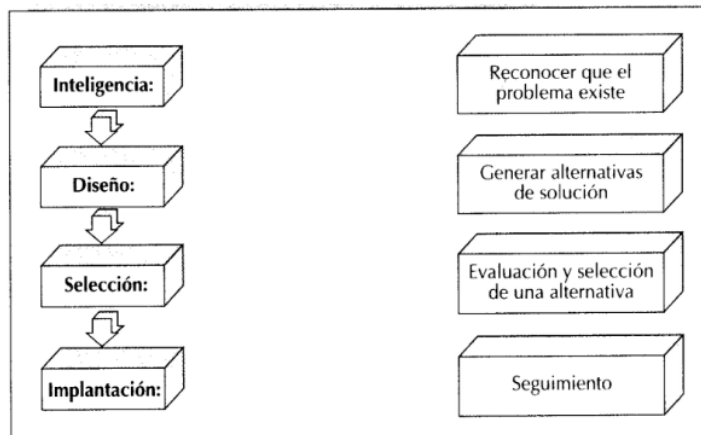 Inteligencia:
Reconocer que el
problema existe
Diseño:
Generar alternativas
de solución
Selección:
Evaluación y selección
de una alternativa
Implantación:
Seguimiento